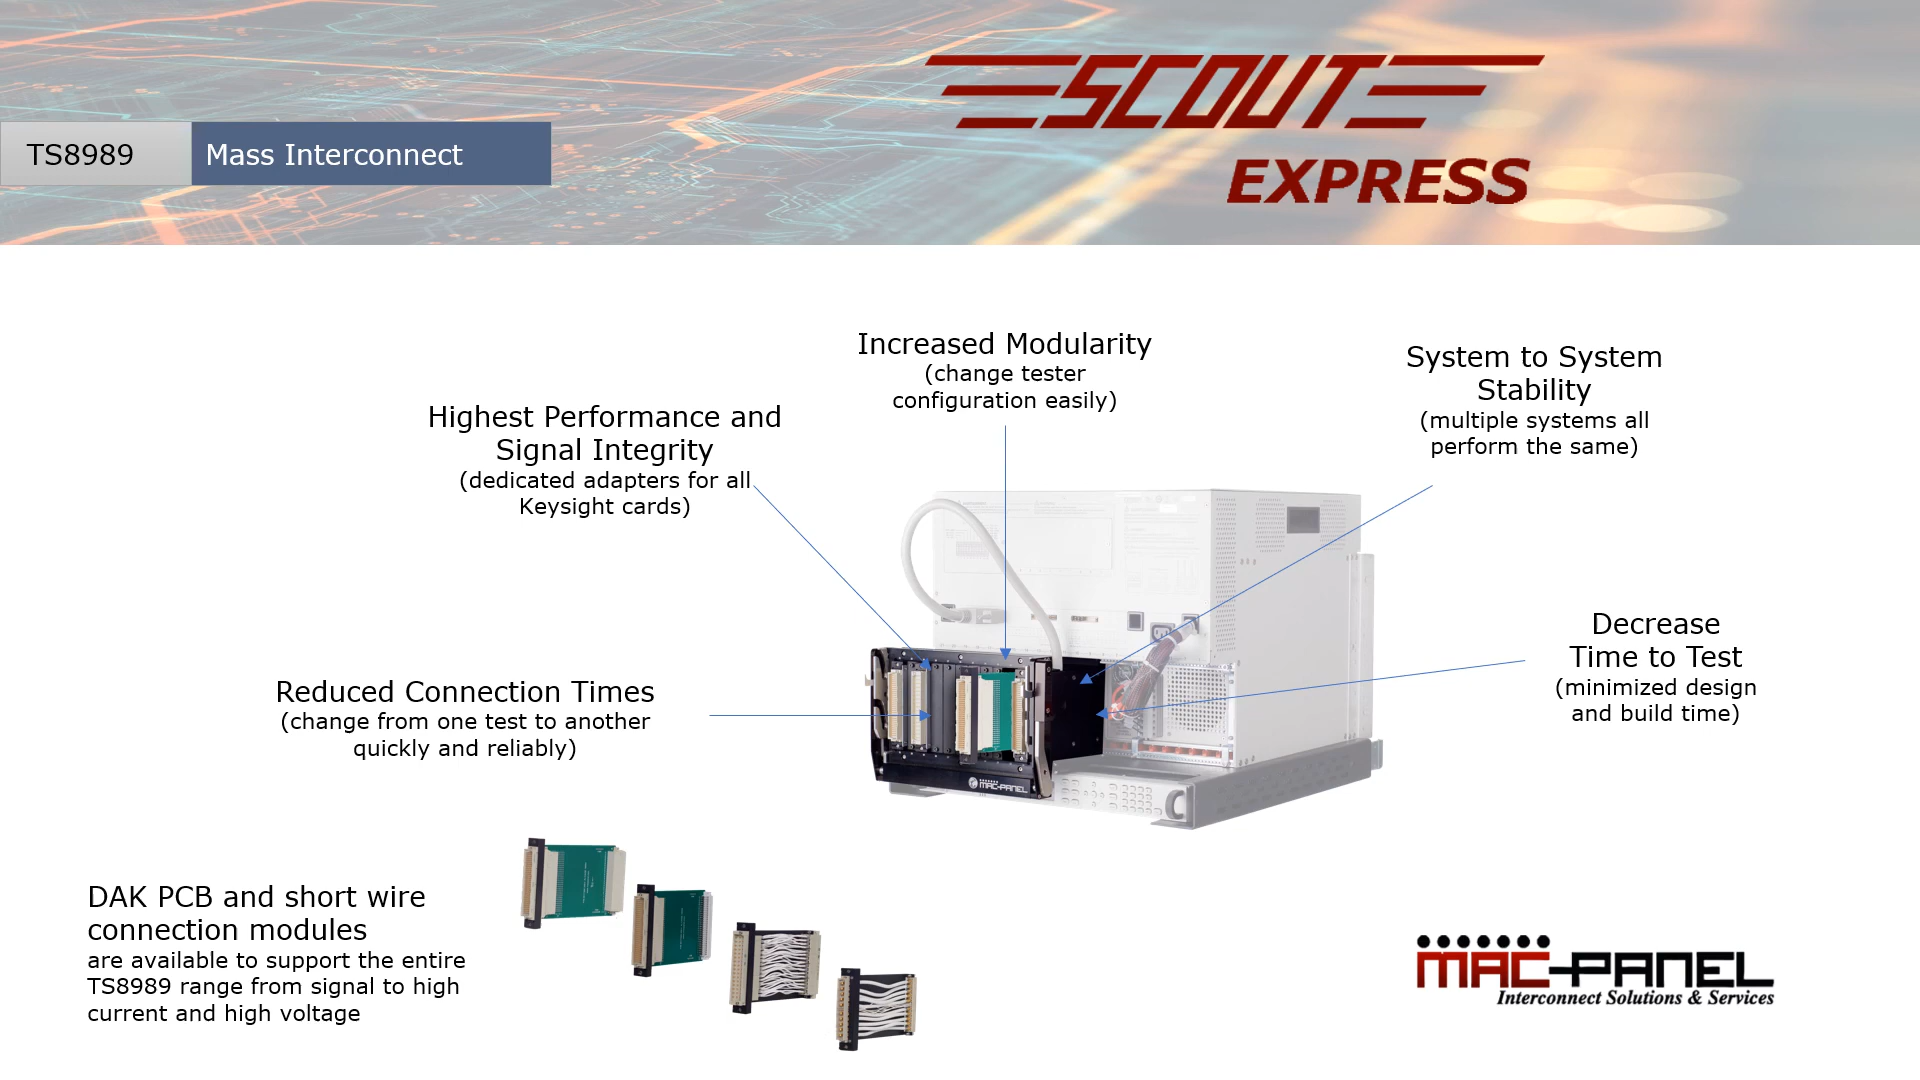 SCOUT
EXPRESS
TS8989
Mass Interconnect
Increased Modularity
(change tester
configuration easily)
System to System
Stability
(multiple systems all
perform the same)
Highest Performance and
Signal Integrity
(dedicated adapters for all
Keysight cards)
Decrease
Time to Test
(minimized design
and build time)
Reduced Connection Times
(change from one test to another
quickly and reliably)
MAC-PANEL
DAK PCB and short wire
connection modules
are available to support the entire
TS8989 range from signal to high
current and high voltage
MAC-PANEL
Interconnect Solutions & Services